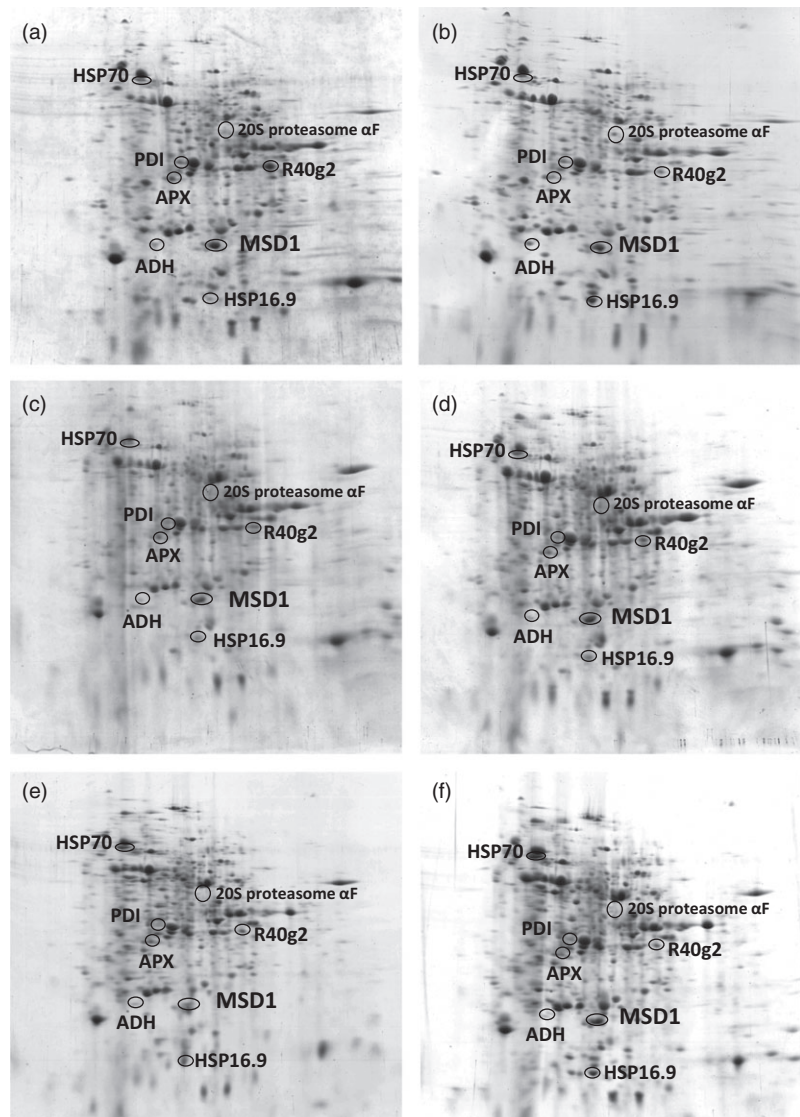 (a)
HSP70
20S proteasome αF
PDI
R40g2
APX
MSD1
ADH
HSP16.9
(b)
HSP70
20S proteasome αF
PDI
R40g2
APX
MSD1
ADH
HSP16.9
(c)
HSP70
20S proteasome αF
PDI
R40g2
APX
MSD1
ADH
HSP16.9
(d)
HSP70
20S proteasome αF
PDI
R40g2
APX
MSD1
ADH
HSP16.9
(e)
HSP70
20S proteasome αF
PDI
R40g2
APX
MSD1
ADH
HSP16.9
(f)
HSP70
20S proteasome αF
PDI
R40g2
APX
MSD1
ADH
HSP16.9